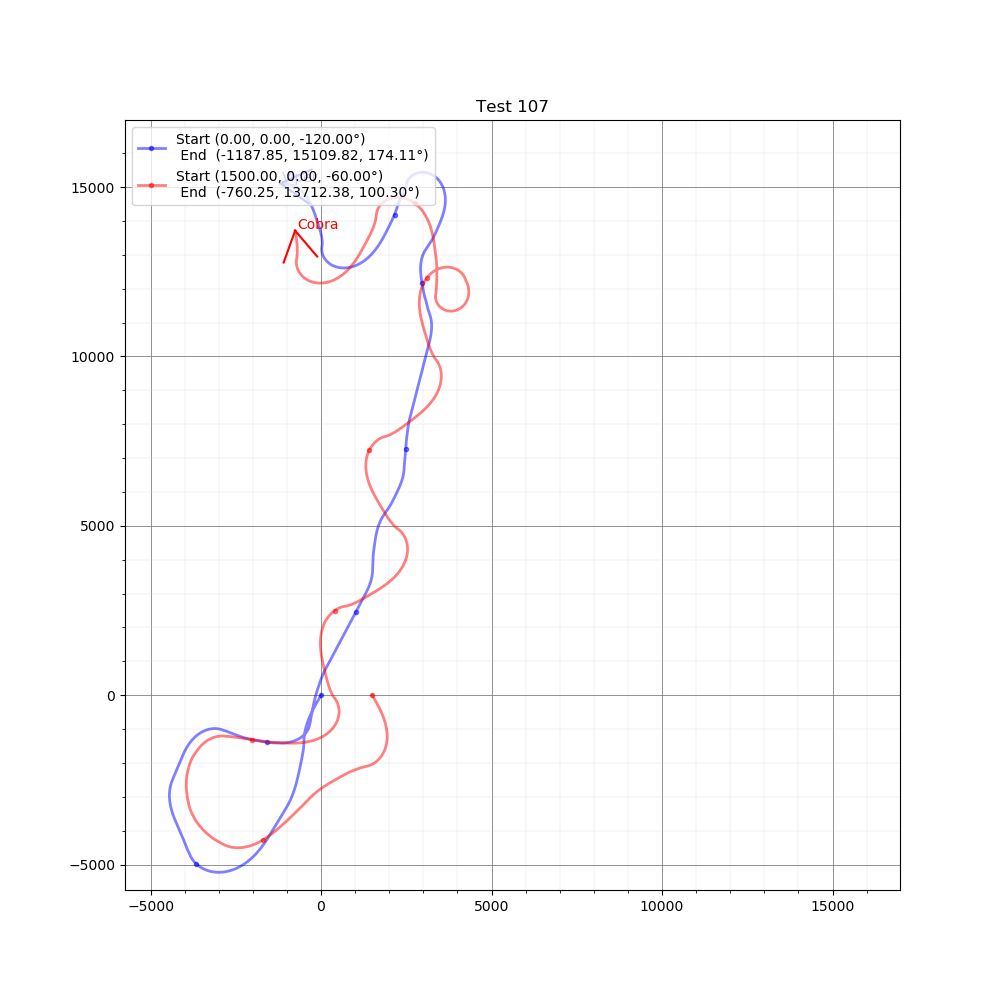 Test 107
Start (0.00, 0.00, -120.00°)
End (-1187.85, 15109.82, 174.11°)
Start (1500.00, 0.00, -60.00°)
End (-760.25, 13712.38, 100.30°)
Cobra
15000
10000
5000
0
−5000
−5000 0 5000 10000 15000